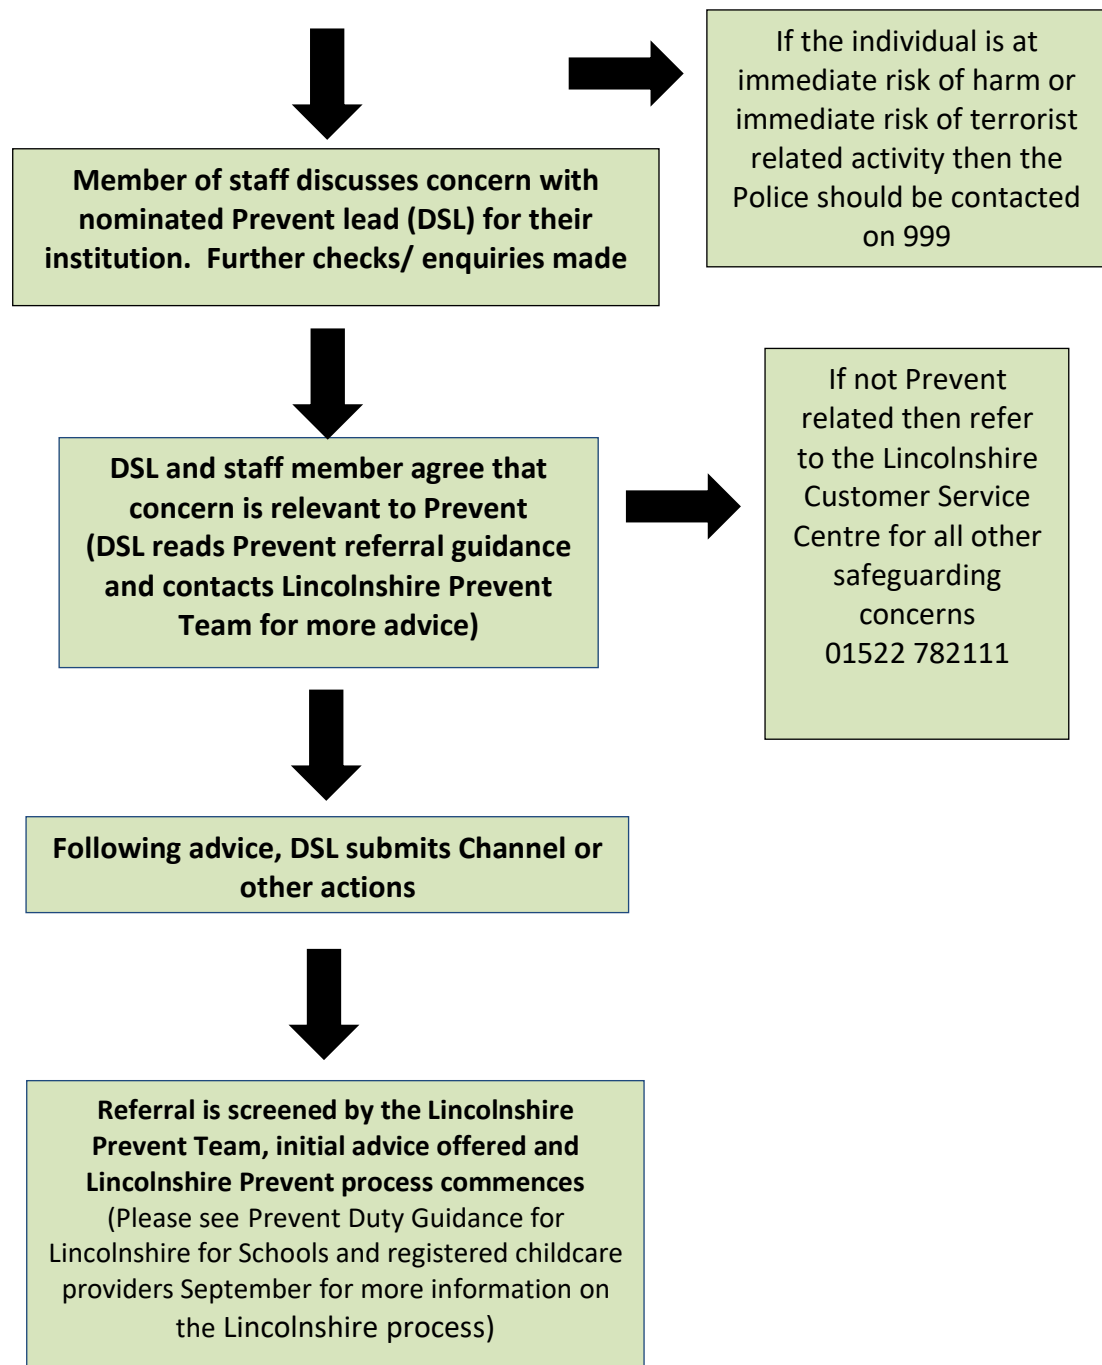 If the individual is at
immediate risk of harm or
immediate risk of terrorist
related activity then the
Police should be contacted
on 999
Member of staff discusses concern with
nominated Prevent lead (DSL) for their
institution.  Further checks/ enquiries made
If not Prevent
related then refer
to the Lincolnshire
Customer Service
Centre for all other
safeguarding
concerns
01522 782111
DSL and staff member agree that
concern is relevant to Prevent
(DSL reads Prevent referral guidance
and contacts Lincolnshire Prevent
Team for more advice)
Following advice, DSL submits Channel or
other actions
Referral is screened by the Lincolnshire
Prevent Team, initial advice offered and
Lincolnshire Prevent process commences
(Please see Prevent Duty Guidance for
Lincolnshire for Schools and registered childcare
providers September for more information on
the Lincolnshire process)